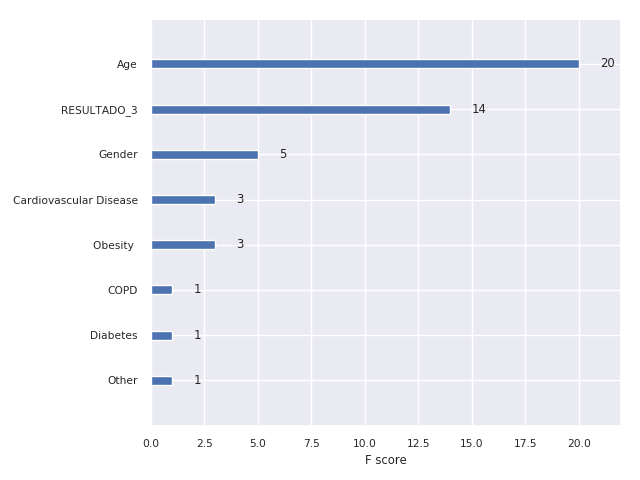 Age 20
RESULTADO_3 14
Gender 5
Cardiovascular Disease 3
Obesity 3
COPD 1
Diabetes 1
Other 1
0.0 2.5 5.0 7.5 10.0 12.5 15.0 17.5 20.0
F score